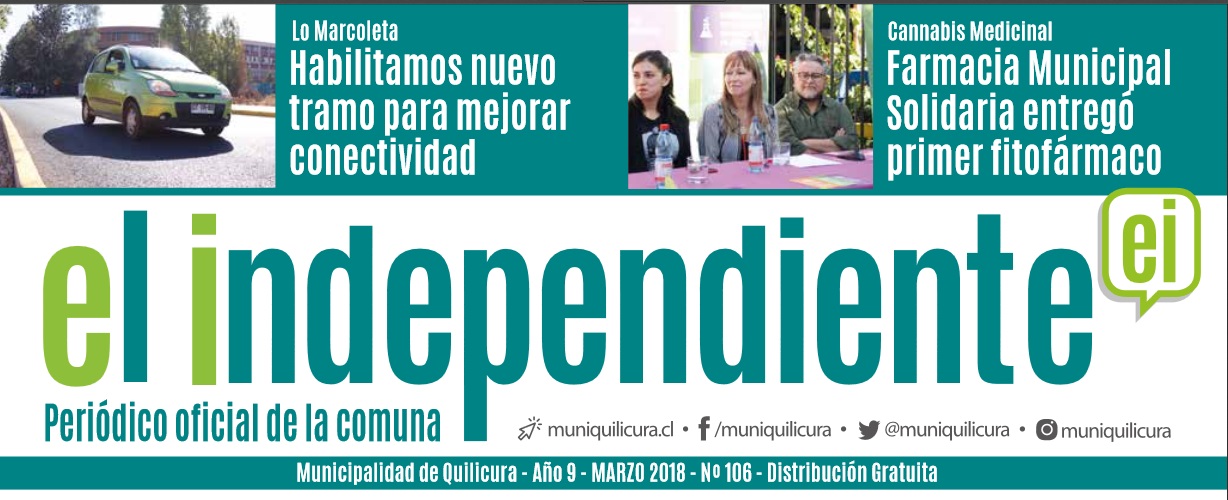 Lo Marcoleta
Habilitamos nuevo
tramo para mejorar
conectividad
Cannabis Medicinal
Farmacia Municipal
Solidaria entregó
primer fitofármaco
el independiente
ei
Periódico oficial de la comuna
muniquilicura.cl • f/muniquilicura • @muniquilicura • muniquilicura
Municipalidad de Quilicura - Año 9 - MARZO 2018 - Nº 106 - Distribución Gratuita